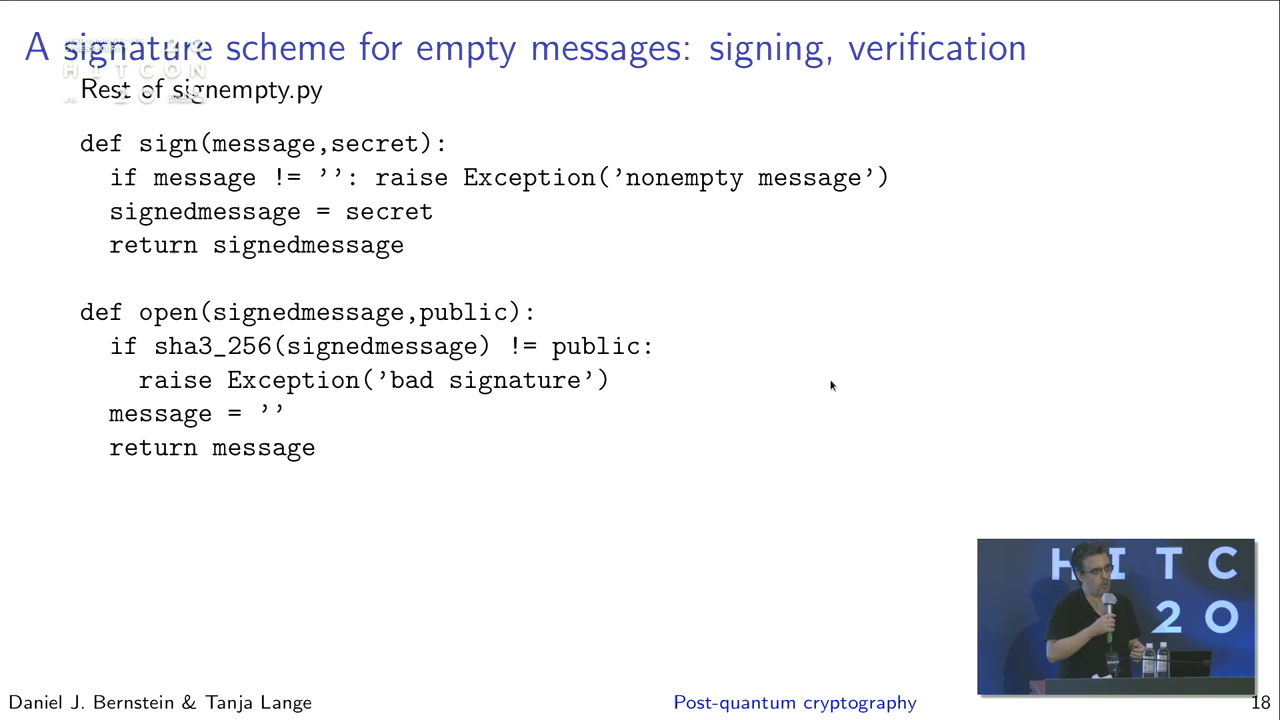 A signature scheme for empty messages: signing, verification
HITCON
20
Rest of signempty.py
def sign(message,secret):
if message != ’’: raise Exception(’nonempty message’)
signedmessage = secret
return signedmessage
def open(signedmessage,public):
if sha3_256(signedmessage) != public:
raise Exception(’bad signature’)
message = ’’
return message
HITC
20
Daniel J. Bernstein & Tanja Lange
Post-quantum cryptography
18